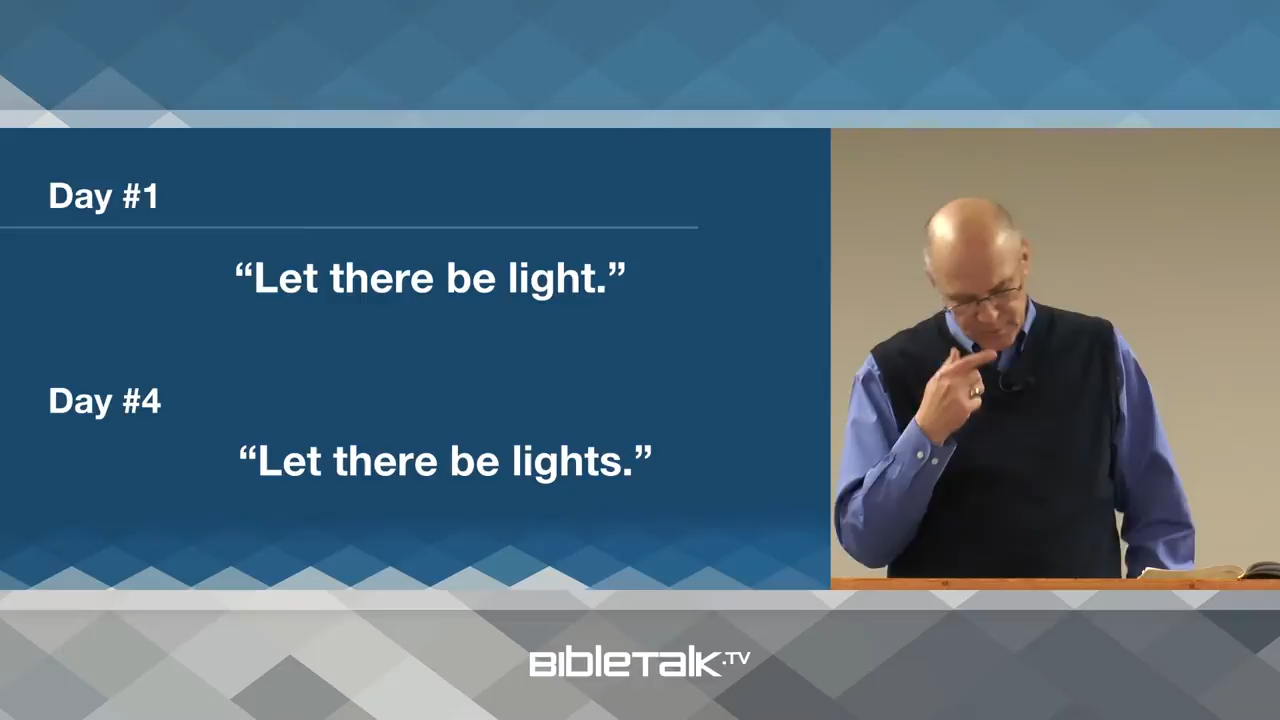 Day #1
“Let there be light.”
Day #4
“Let there be lights.”
BIBLETALK.TV